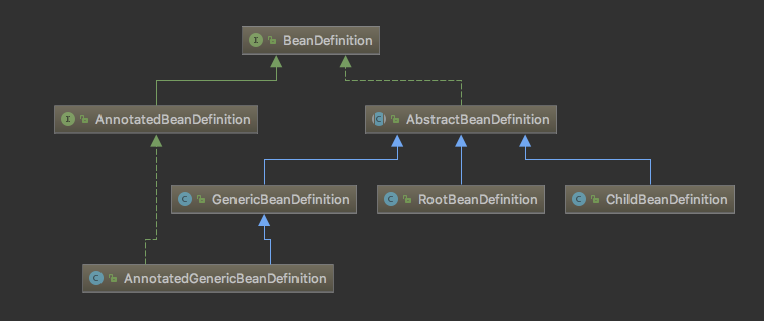 I BeanDefinition
I AnnotatedBeanDefinition
C AbstractBeanDefinition
C GenericBeanDefinition
C RootBeanDefinition
C ChildBeanDefinition
C AnnotatedGenericBeanDefinition